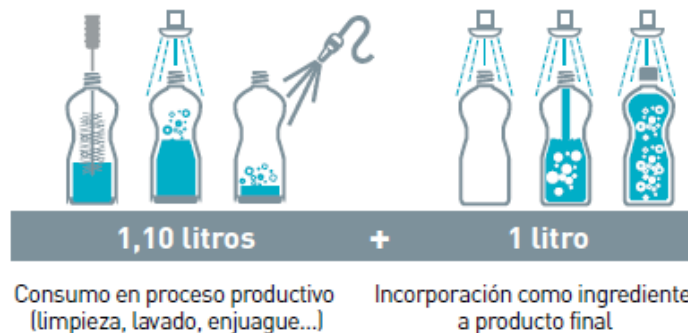 1,10 litros + 1 litro
Consumo en proceso productivo
(limpieza, lavado, enjuague...)
Incorporación como ingrediente
a producto final